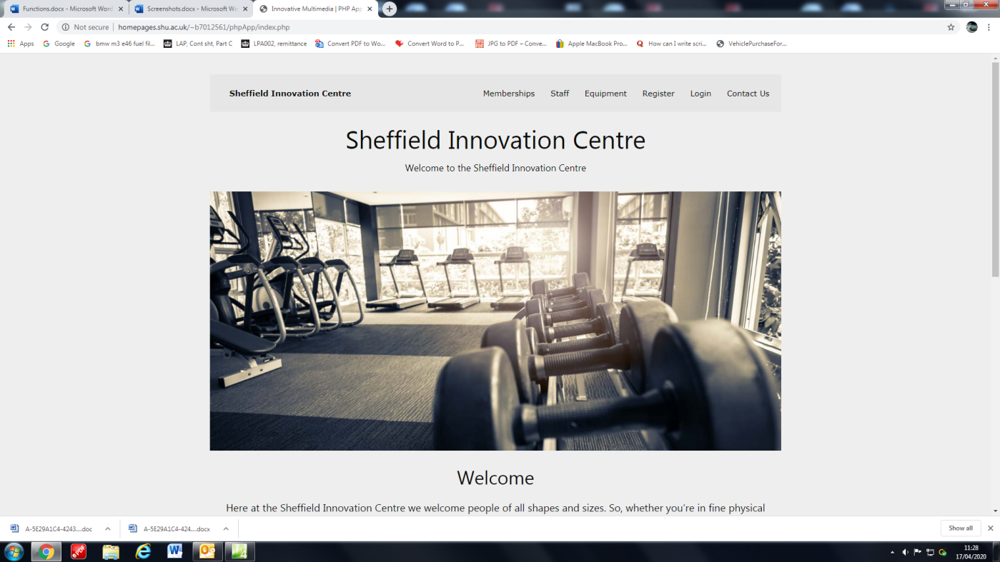 Functions.docx - Microsoft Word
Screenshots.docx - Microsoft Wo
Innovative Multimedia | PHP App
Not secure | homepages.shu.ac.uk/~b7012561/phpApp/index.php
Apps Google bmw m3 e46 fuel fil... LAP, Cont sht, Part C LPA002, remittance Convert PDF to Wo... Convert Word to P... JPG to PDF – Conve... Apple MacBook Pro... How can I write scri... VehiclePurchaseFor...
Sheffield Innovation Centre Memberships Staff Equipment Register Login Contact Us
Sheffield Innovation Centre
Welcome to the Sheffield Innovation Centre
Welcome
Here at the Sheffield Innovation Centre we welcome people of all shapes and sizes. So, whether you're in fine physical
A-5E29A1C4-4243....doc A-5E29A1C4-424....docx Show all
11:28
17/04/2020